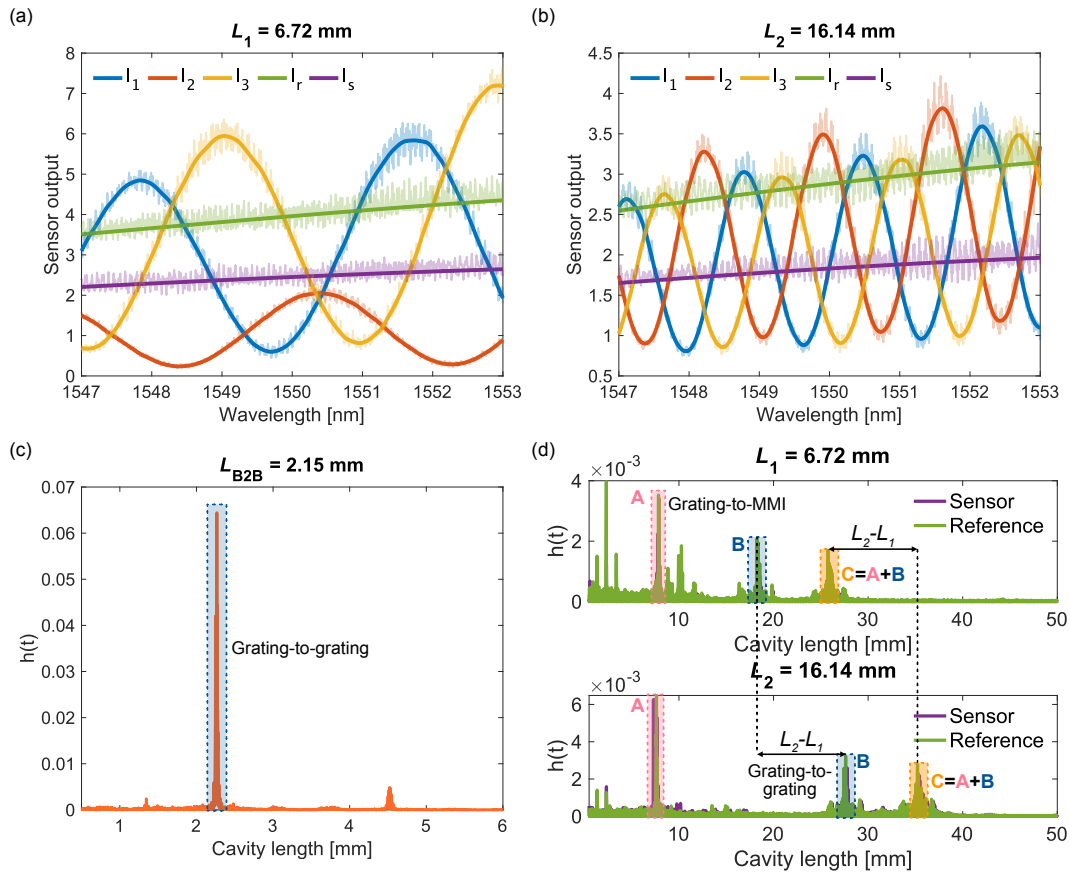 (a)
L1 = 6.72 mm
I1 I2 I3 Ir Is
8
7
6
5
4
3
2
1
0
Sensor output
1547 1548 1549 1550 1551 1552 1553
Wavelength [nm]
(b)
L2 = 16.14 mm
I1 I2 I3 Ir Is
4.5
4
3.5
3
2.5
2
1.5
1
0.5
Sensor output
1547 1548 1549 1550 1551 1552 1553
Wavelength [nm]
(c)
LB2B = 2.15 mm
0.07
0.06
0.05
0.04
0.03
0.02
0.01
0
h(t)
Grating-to-grating
1 2 3 4 5 6
Cavity length [mm]
(d)
L1 = 6.72 mm
×10-3
4
2
0
h(t)
A
Grating-to-MMI
B
L2-L1
C=A+B
Sensor
Reference
10 20 30 40 50
Cavity length [mm]
L2 = 16.14 mm
×10-3
6
4
2
0
h(t)
A
L2-L1
Grating-to-
grating
B
C=A+B
Sensor
Reference
10 20 30 40 50
Cavity length [mm]